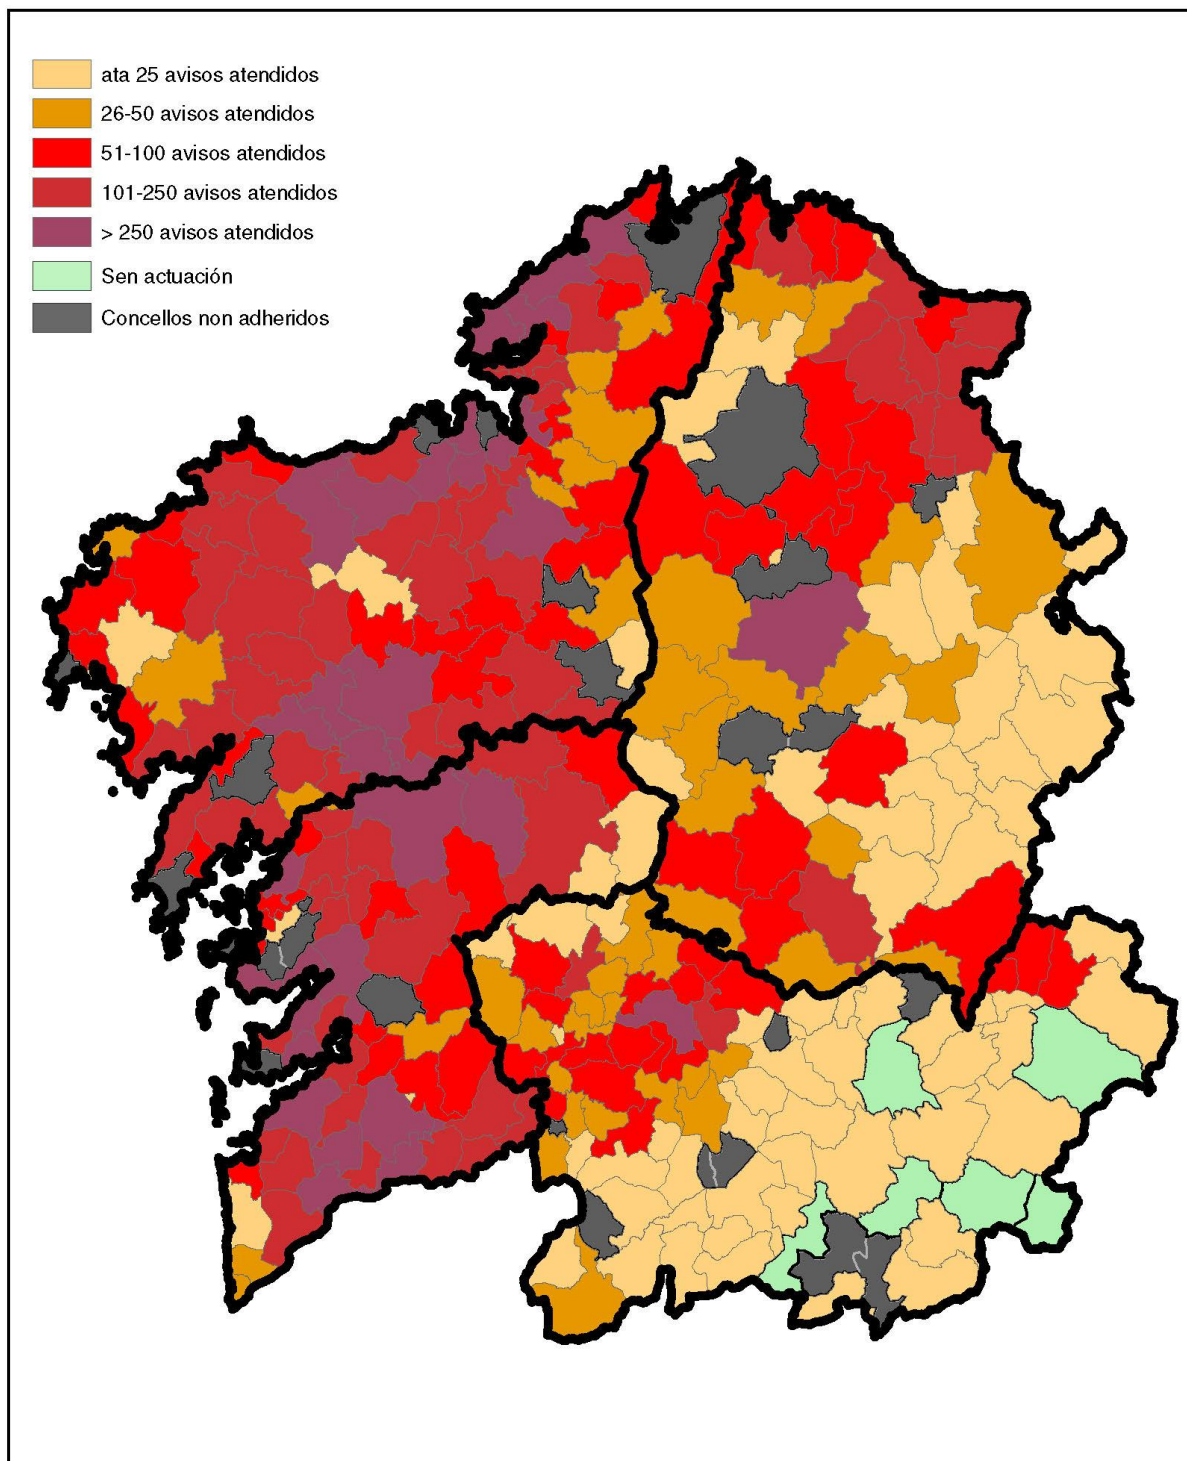 ata 25 avisos atendidos
26-50 avisos atendidos
51-100 avisos atendidos
101-250 avisos atendidos
> 250 avisos atendidos
Sen actuación
Concellos non adheridos